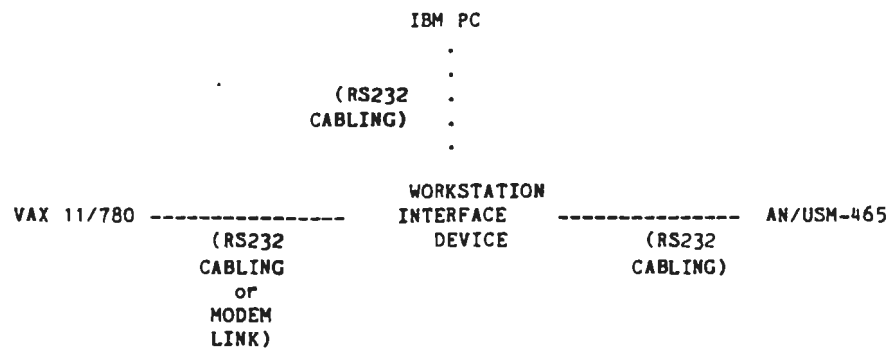 IBM PC
(RS232
CABLING)
WORKSTATION
VAX 11/780 ---------------- INTERFACE --------------- AN/USM-465
(RS232 DEVICE (RS232
CABLING CABLING)
or
MODEM
LINK)